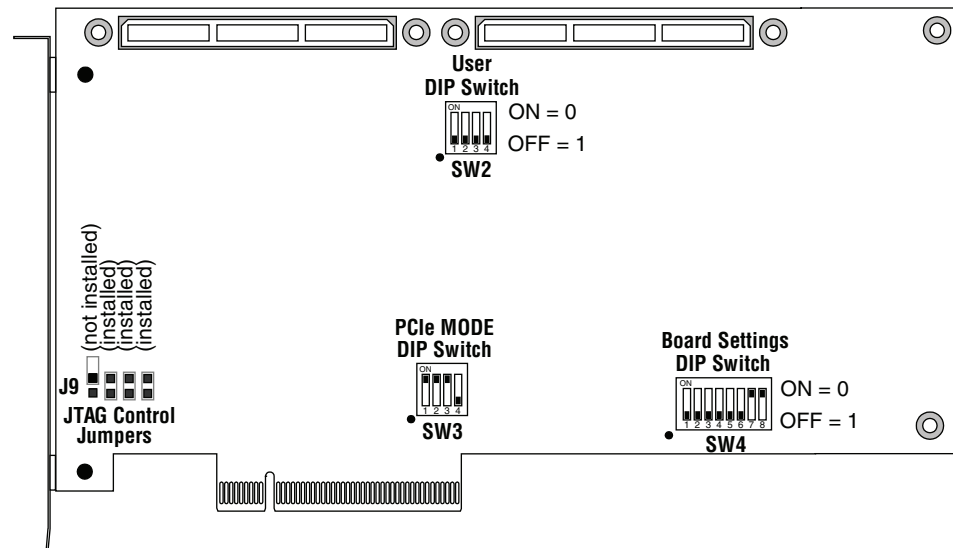 User
DIP Switch
ON
ON = 0
OFF = 1
1 2 3 4
SW2
(not installed)
(installed)
(installed)
(installed)
J9
JTAG Control
Jumpers
PCIe MODE
DIP Switch
ON
1 2 3 4
SW3
Board Settings
DIP Switch
ON
ON = 0
OFF = 1
1 2 3 4 5 6 7 8
SW4